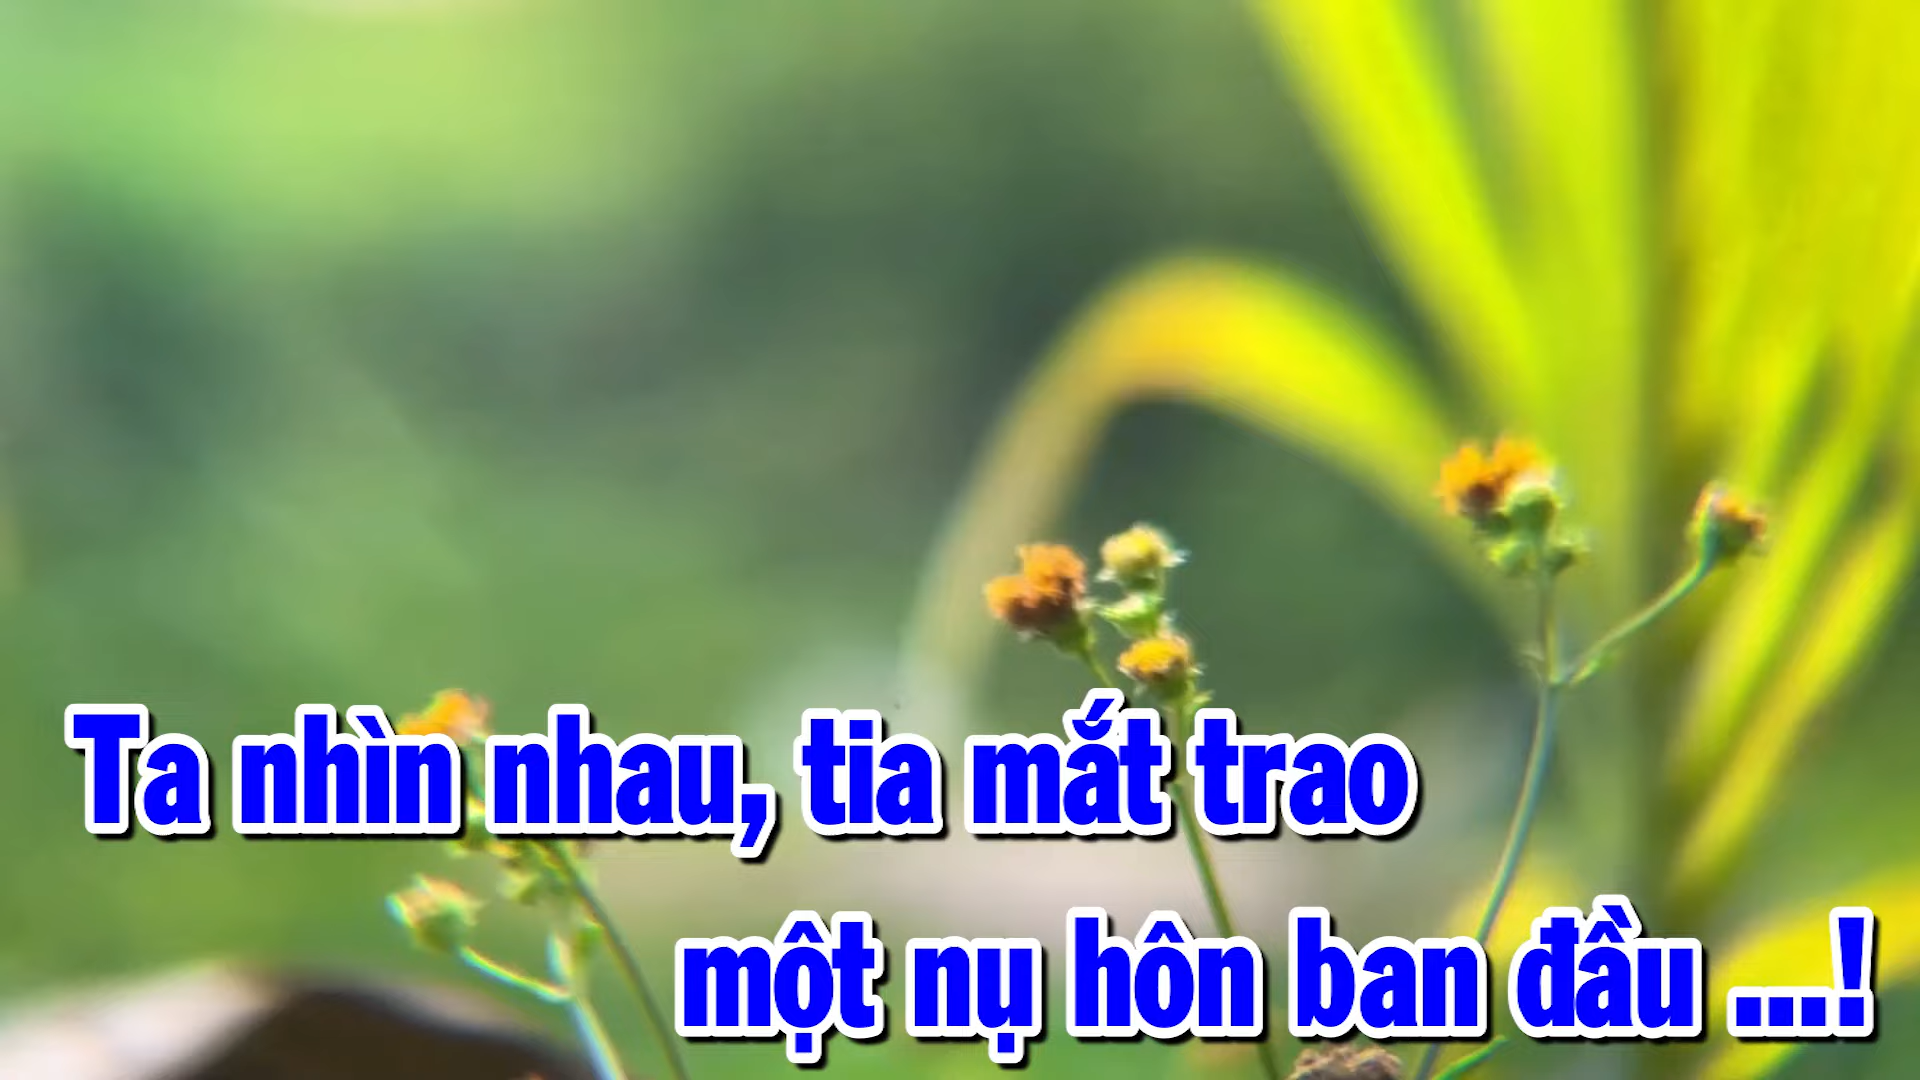 Ta nhìn nhau, tia mắt trao
một nụ hôn ban đầu ...!